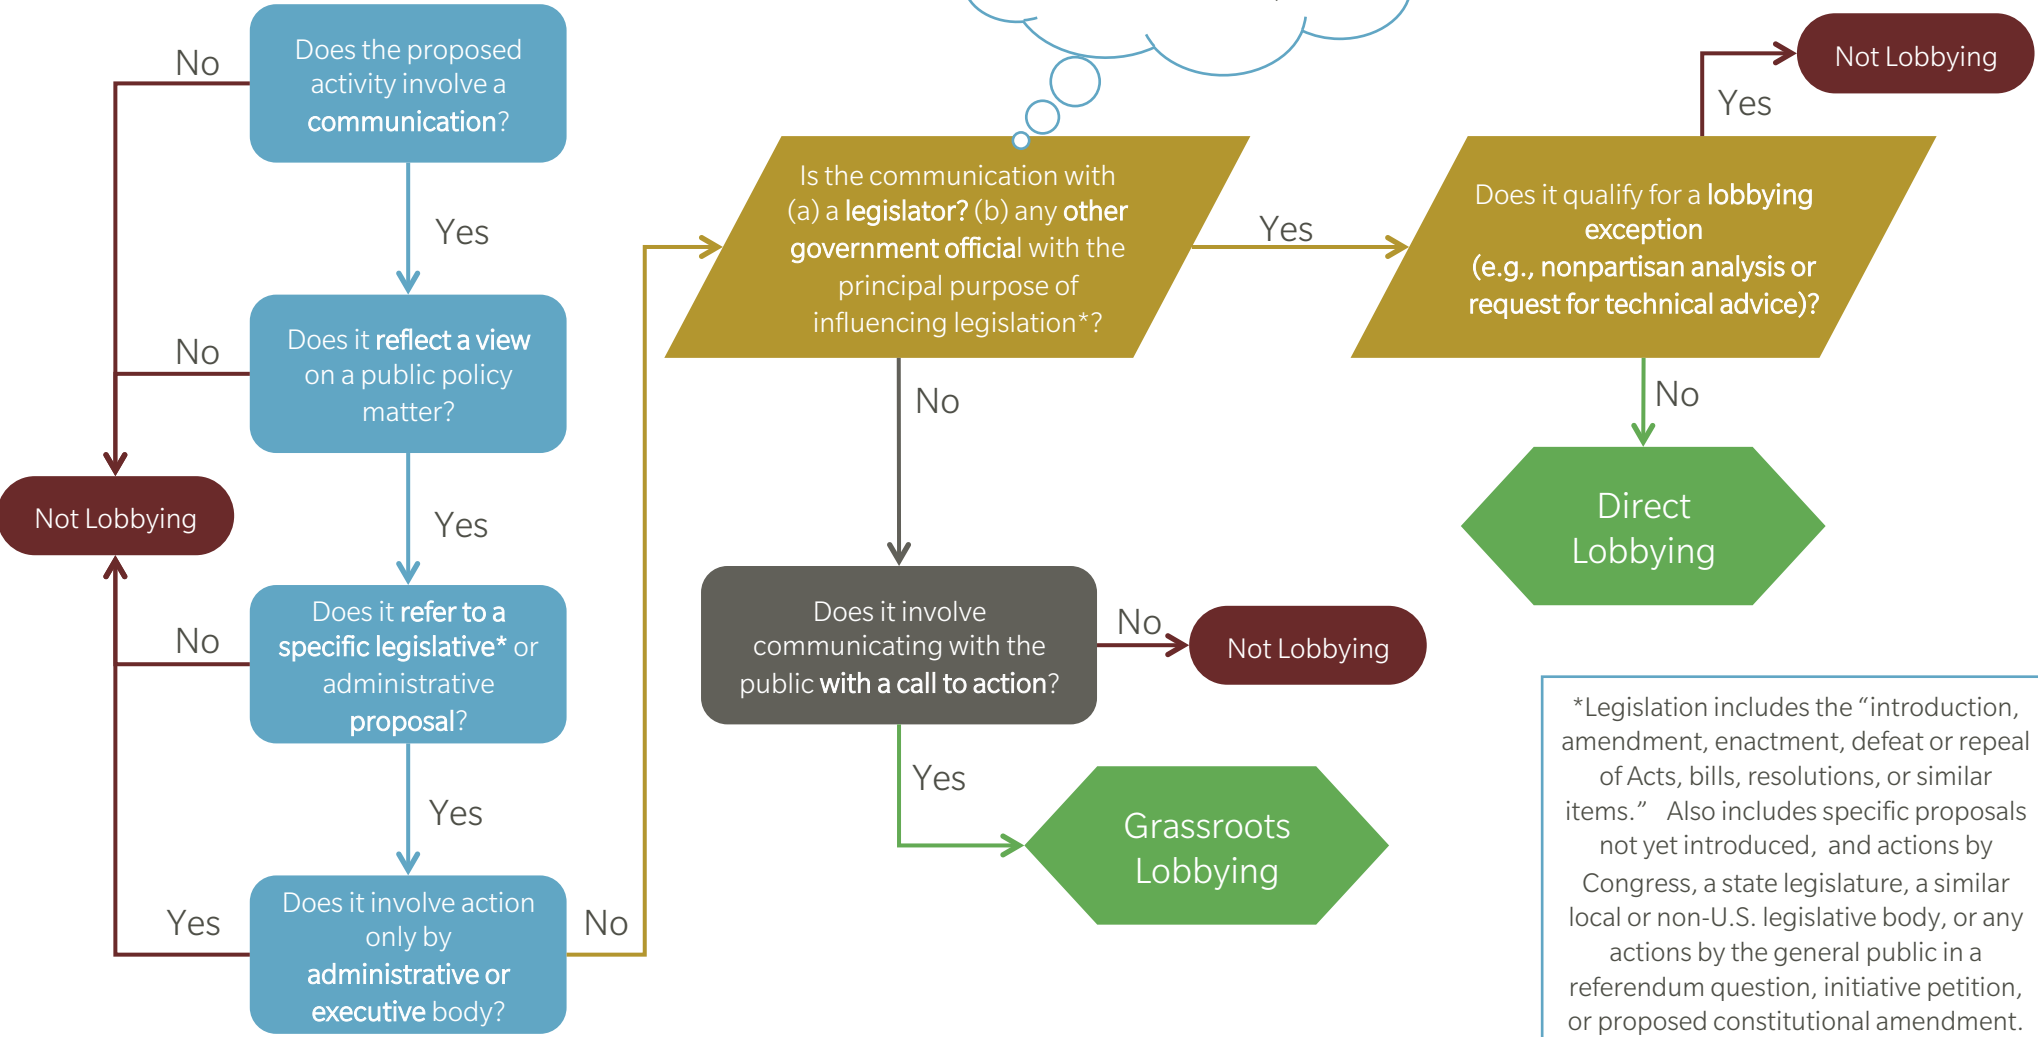 No
Does the proposed
activity involve a
communication?
Yes
No
Does it reflect a view
on a public policy
matter?
Not Lobbying
Yes
No
Does it refer to a
specific legislative* or
administrative
proposal?
Yes
Yes
Does it involve action
only by
administrative or
executive body?
No
Is the communication with
(a) a legislator? (b) any other
government official with the
principal purpose of
influencing legislation*?
Yes
Does it qualify for a lobbying
exception
(e.g., nonpartisan analysis or
request for technical advice)?
Yes
Not Lobbying
No
Direct
Lobbying
No
Does it involve
communicating with the
public with a call to action?
No
Not Lobbying
Yes
Grassroots
Lobbying
*Legislation includes the “introduction,
amendment, enactment, defeat or repeal
of Acts, bills, resolutions, or similar
items.” Also includes specific proposals
not yet introduced, and actions by
Congress, a state legislature, a similar
local or non-U.S. legislative body, or any
actions by the general public in a
referendum question, initiative petition,
or proposed constitutional amendment.